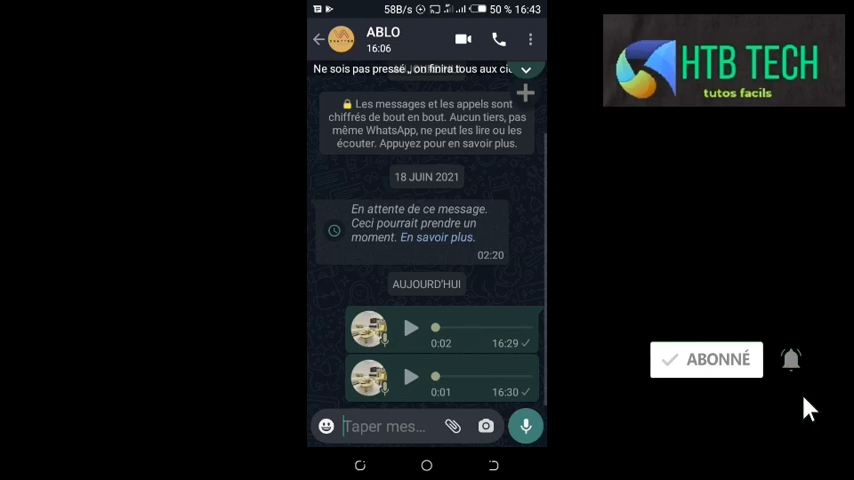 58B/s 50 % 16:43
ABLO
16:06
Ne sois pas pressé,, on finira tous aux ci
Les messages et les appels sont
chiffrés de bout en bout. Aucun tiers, pas
même WhatsApp, ne peut les lire ou les
écouter. Appuyez pour en savoir plus.
18 JUIN 2021
En attente de ce message.
Ceci pourrait prendre un
moment. En savoir plus.
02:20
AUJOURD'HUI
0:02 16:29
0:01 16:30
Taper mes...
HTB TECH
tutos facils
ABONNÉ